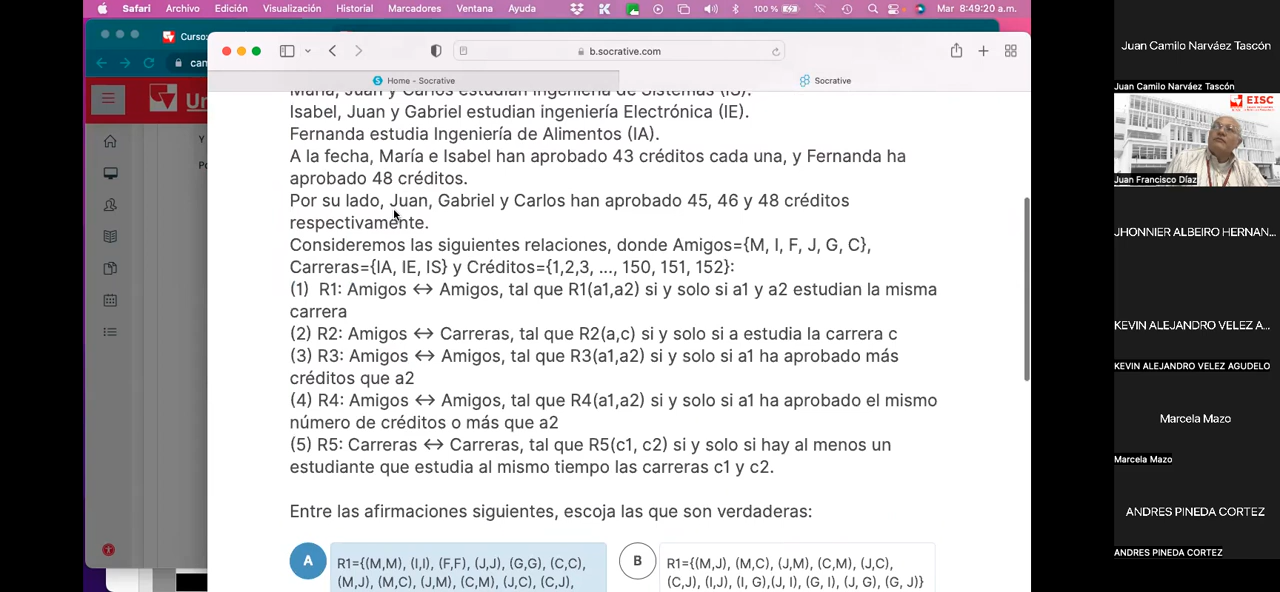 Safari Archivo Edición Visualización Historial Marcadores Ventana Ayuda 100 % Mar 8:49:20 a.m.
Curso:
b.socrative.com
can
Home - Socrative
Socrative
María, Juan y Carlos estudian Ingeniería de Sistemas (IS).
Isabel, Juan y Gabriel estudian Ingeniería Electrónica (IE).
Fernanda estudia Ingeniería de Alimentos (IA).
A la fecha, María e Isabel han aprobado 43 créditos cada una, y Fernanda ha
aprobado 48 créditos.
Por su lado, Juan, Gabriel y Carlos han aprobado 45, 46 y 48 créditos
respectivamente.
Consideremos las siguientes relaciones, donde Amigos={M, I, F, J, G, C},
Carreras={IA, IE, IS} y Créditos={1,2,3, ..., 150, 151, 152}:
(1) R1: Amigos ↔ Amigos, tal que R1(a1,a2) si y solo si a1 y a2 estudian la misma
carrera
(2) R2: Amigos ↔ Carreras, tal que R2(a,c) si y solo si a estudia la carrera c
(3) R3: Amigos ↔ Amigos, tal que R3(a1,a2) si y solo si a1 ha aprobado más
créditos que a2
(4) R4: Amigos ↔ Amigos, tal que R4(a1,a2) si y solo si a1 ha aprobado el mismo
número de créditos o más que a2
(5) R5: Carreras ↔ Carreras, tal que R5(c1, c2) si y solo si hay al menos un
estudiante que estudia al mismo tiempo las carreras c1 y c2.
Entre las afirmaciones siguientes, escoja las que son verdaderas:
A
R1={(M,M), (I,I), (F,F), (J,J), (G,G), (C,C),
(M,J), (M,C), (J,M), (C,M), (J,C), (C,J),
B
R1={(M,J), (M,C), (J,M), (C,M), (J,C),
(C,J), (I,J), (I, G),(J, I), (G, I), (J, G), (G, J)}
Juan Camilo Narváez Tascón
Juan Camilo Narváez Tascón
EISC
Juan Francisco Díaz
JHONNIER ALBEIRO HERNAN...
KEVIN ALEJANDRO VELEZ A...
KEVIN ALEJANDRO VELEZ AGUDELO
Marcela Mazo
Marcela Mazo
ANDRES PINEDA CORTEZ
ANDRES PINEDA CORTEZ